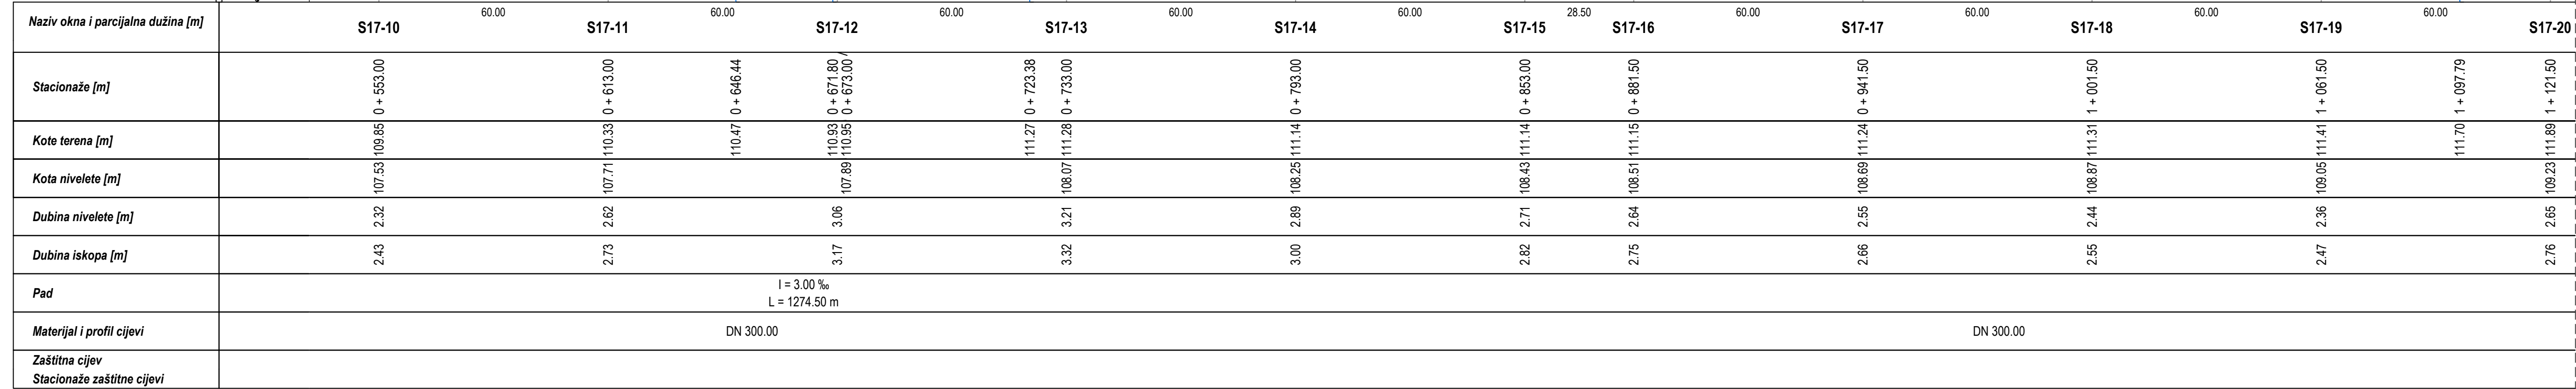 Naziv okna i parcijalna dužina [m]
60.00 60.00 60.00 60.00 60.00 28.50 60.00 60.00 60.00 60.00
S17-10 S17-11 S17-12 S17-13 S17-14 S17-15 S17-16 S17-17 S17-18 S17-19 S17-20
Stacionaže [m]
0 + 553.00 0 + 613.00 0 + 646.44 0 + 671.80 0 + 673.00 0 + 723.38 0 + 733.00 0 + 793.00 0 + 853.00 0 + 881.50 0 + 941.50 1 + 001.50 1 + 061.50 1 + 097.79 1 + 121.50
Kote terena [m]
109.85 110.33 110.47 110.93 110.95 111.27 111.28 111.14 111.14 111.15 111.24 111.31 111.41 111.70 111.89
Kota nivelete [m]
107.53 107.71 107.89 108.07 108.25 108.43 108.51 108.69 108.87 109.05 109.23
Dubina nivelete [m]
2.32 2.62 3.06 3.21 2.89 2.71 2.64 2.55 2.44 2.36 2.65
Dubina iskopa [m]
2.43 2.73 3.17 3.32 3.00 2.82 2.75 2.66 2.55 2.47 2.76
Pad
I = 3.00 ‰
L = 1274.50 m
Materijal i profil cijevi
DN 300.00 DN 300.00
Zaštitna cijev
Stacionaže zaštitne cijevi